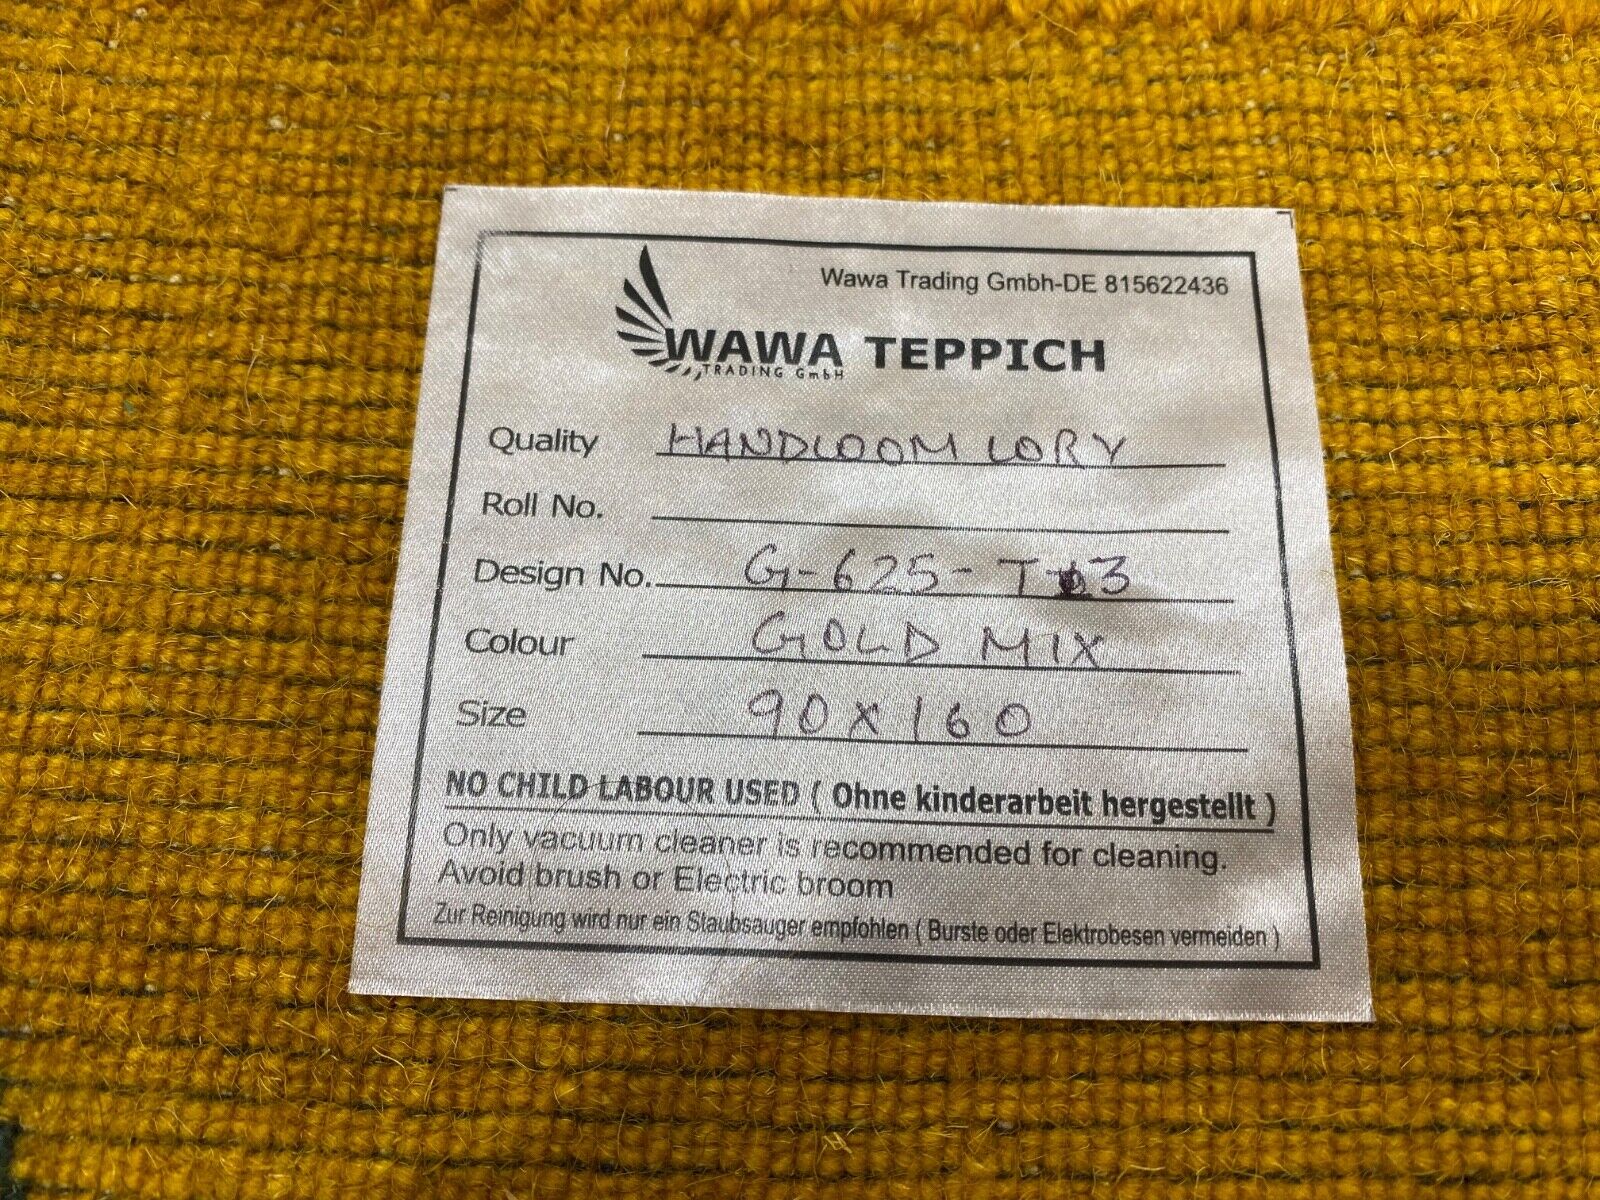 Wawa Trading Gmbh-DE 815622436
WAWA TEPPICH
TRADING GmbH
Quality HANDLOOM LORY
Roll No.
Design No. G-625-
Colour GOLD MIX
Size 90X160
NO CHILD LABOUR USED ( Ohne kinderarbeit hergestellt )
Only vacuum cleaner is recommended for cleaning.
Avoid brush or Electric broom
Zur Reinigung wird nur ein Staubsauger empfohlen ( Burste oder Elektrobesen vermeiden )